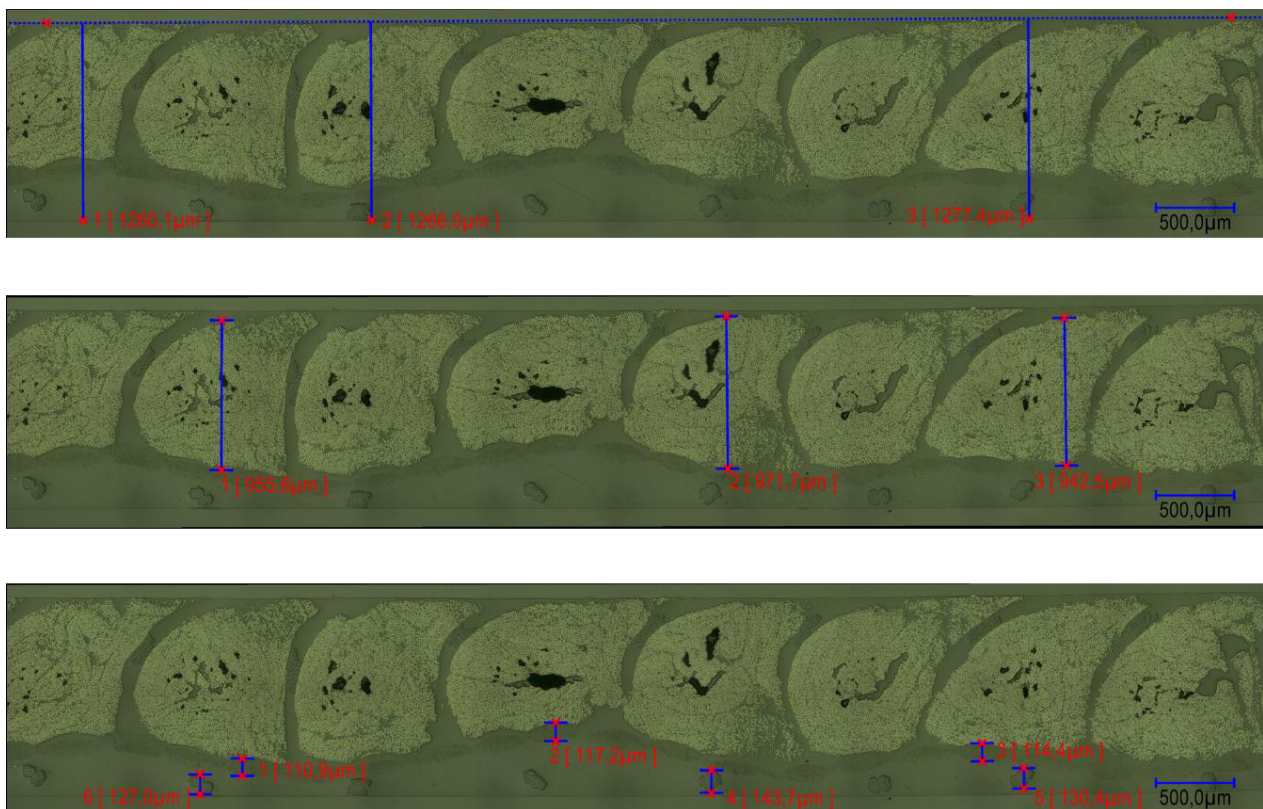 1 [ 1260,1µm ]
2 [ 1266,0µm ]
3 [ 1277,4µm ]
500,0µm
1 [ 955,6µm ]
2 [ 971,7µm ]
3 [ 942,5µm ]
500,0µm
1 [ 110,9µm ]
2 [ 117,2µm ]
3 [ 114,4µm ]
6 [ 127,0µm ]
4 [ 143,7µm ]
5 [ 130,4µm ]
500,0µm